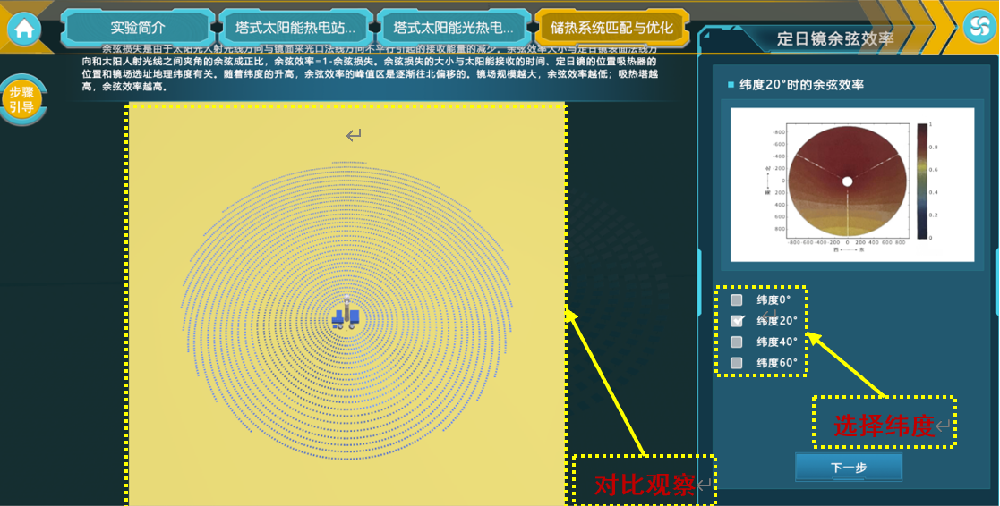 实验简介
塔式太阳能热电站...
塔式太阳能光热电...
储热系统匹配与优化
余弦损失是由于太阳光入射光线方向与镜面采光口法线方向不平行引起的接收能量的减少。余弦效率大小与定日镜表面法线方
向和太阳入射光线之间夹角的余弦成正比，余弦效率=1-余弦损失。余弦损失的大小与太阳能接收的时间、定日镜的位置吸热器的
位置和镜场选址地理纬度有关。随着纬度的升高，余弦效率的峰值区是逐渐往北偏移的。镜场规模越大，余弦效率越低；吸热塔越
高，余弦效率越高。
步骤
引导
定日镜余弦效率
纬度20°时的余弦效率
-800
-600
-400
-200
0
200
400
600
800
-800 -600 -400 -200 0 200 400 600 800
西 东
北
南
1
0.8
0.6
0.4
0.2
0
纬度0°
纬度20°
纬度40°
纬度60°
选择纬度
对比观察
下一步